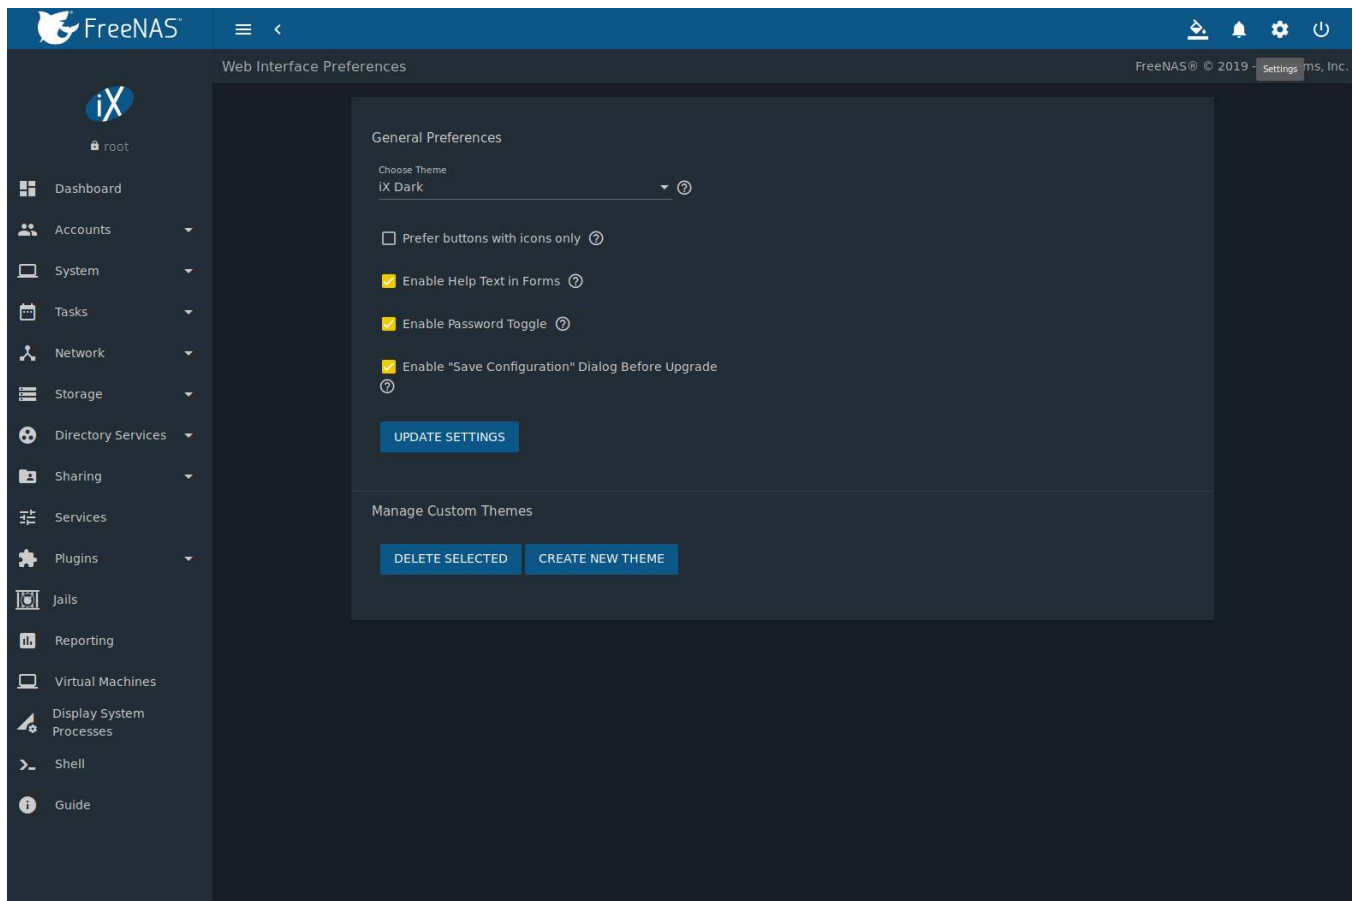 FreeNAS
Web Interface Preferences
FreeNAS® © 2019 -
Settings
ms, Inc.
iX
root
Dashboard
Accounts
System
Tasks
Network
Storage
Directory Services
Sharing
Services
Plugins
Jails
Reporting
Virtual Machines
Display System
Processes
Shell
Guide
General Preferences
Choose Theme
iX Dark
Prefer buttons with icons only
Enable Help Text in Forms
Enable Password Toggle
Enable "Save Configuration" Dialog Before Upgrade
UPDATE SETTINGS
Manage Custom Themes
DELETE SELECTED CREATE NEW THEME